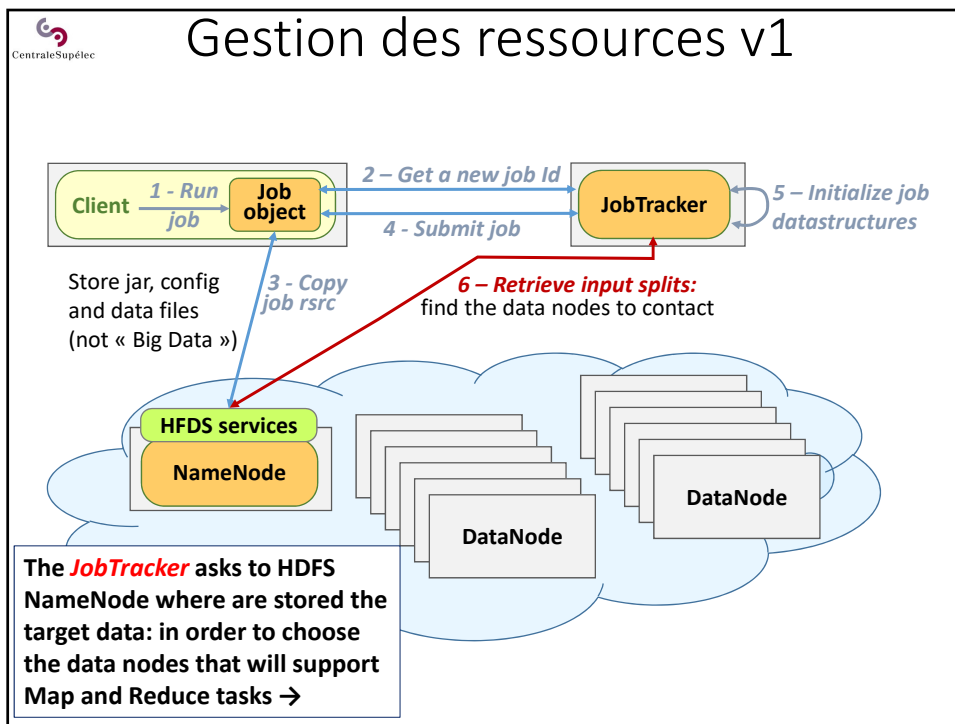 CentraleSupélec
Gestion des ressources v1
Client
1 - Run
job
Job
object
2 – Get a new job Id
4 - Submit job
JobTracker
5 – Initialize job
datastructures
Store jar, config
and data files
(not « Big Data »)
3 - Copy
job rsrc
6 – Retrieve input splits:
find the data nodes to contact
HFDS services
NameNode
DataNode
DataNode
The JobTracker asks to HDFS
NameNode where are stored the
target data: in order to choose
the data nodes that will support
Map and Reduce tasks →